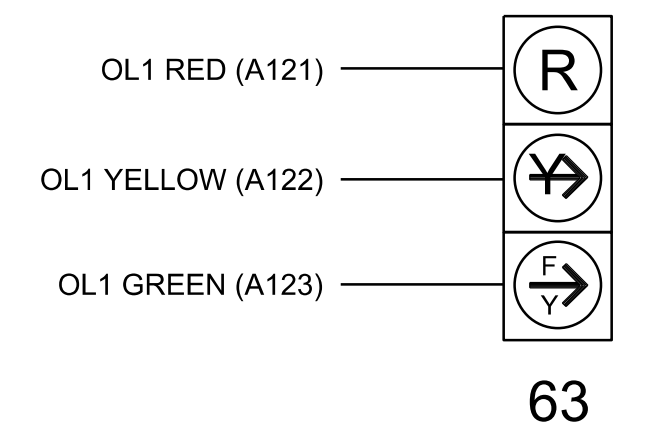 OL1 RED (A121)
R
OL1 YELLOW (A122)
Y
OL1 GREEN (A123)
F
Y
63